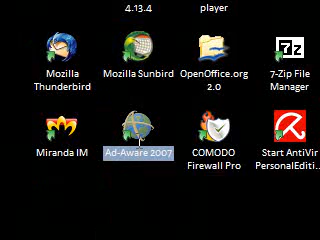 4.13.4 player
7z
Mozilla Thunderbird
Mozilla Sunbird
OpenOffice.org 2.0
7-Zip File Manager
Miranda IM
Ad-Aware 2007
COMODO Firewall Pro
Start AntiVir PersonalEditi...